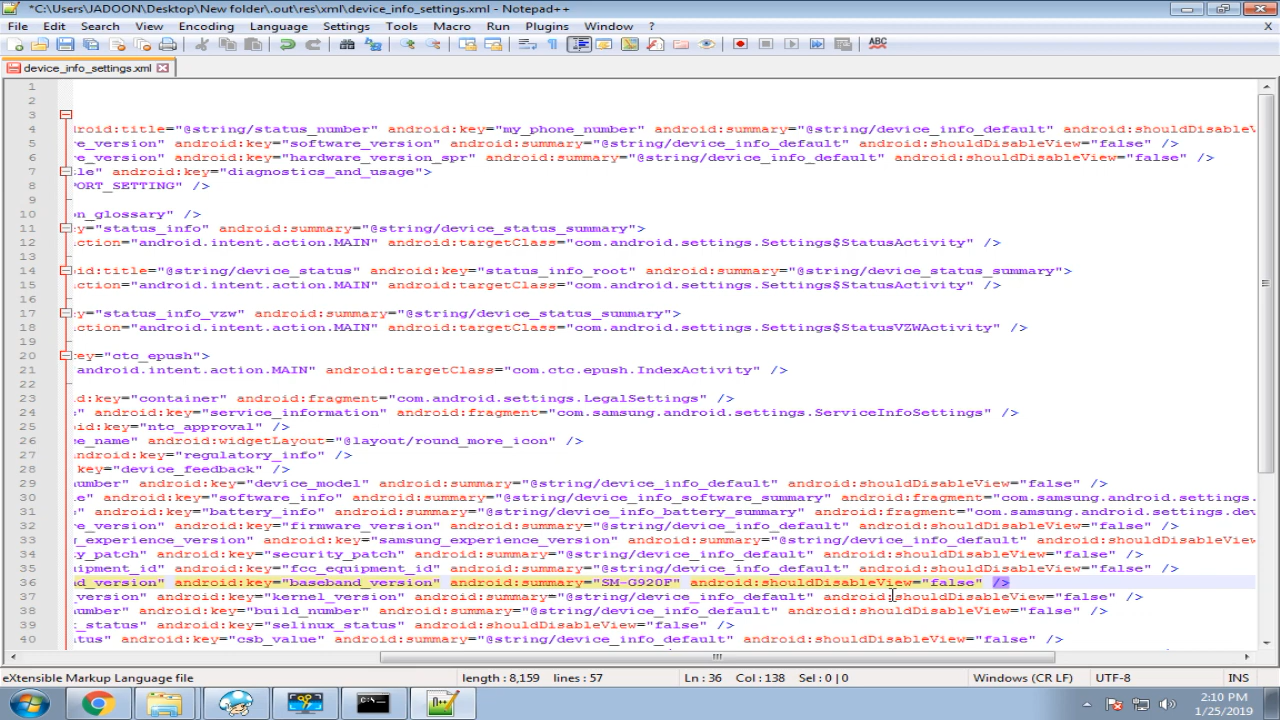 *C:\Users\JADOON\Desktop\New folder\.out\res\xml\device_info_settings.xml - Notepad++
File Edit Search View Encoding Language Settings Tools Macro Run Plugins Window ? X
ABC
device_info_settings.xml
1
2
3
4 droid:title="@string/status_number" android:key="my_phone_number" android:summary="@string/device_info_default" android:shouldDisableV
5 e_version" android:key="software_version" android:summary="@string/device_info_default" android:shouldDisableView="false" />
6 e_version" android:key="hardware_version_spr" android:summary="@string/device_info_default" android:shouldDisableView="false" />
7 le" android:key="diagnostics_and_usage">
8 PORT_SETTING" />
9
10 on_glossary" />
11 ey="status_info" android:summary="@string/device_status_summary">
12 ction="android.intent.action.MAIN" android:targetClass="com.android.settings.Settings$StatusActivity" />
13
14 oid:title="@string/device_status" android:key="status_info_root" android:summary="@string/device_status_summary">
15 ction="android.intent.action.MAIN" android:targetClass="com.android.settings.Settings$StatusActivity" />
16
17 ey="status_info_vzw" android:summary="@string/device_status_summary">
18 ction="android.intent.action.MAIN" android:targetClass="com.android.settings.Settings$StatusVZWActivity" />
19
20 ey="ctc_epush">
21 android.intent.action.MAIN" android:targetClass="com.ctc.epush.IndexActivity" />
22
23 d:key="container" android:fragment="com.android.settings.LegalSettings" />
24 " android:key="service_information" android:fragment="com.samsung.android.settings.ServiceInfoSettings" />
25 id:key="ntc_approval" />
26 ce_name" android:widgetLayout="@layout/round_more_icon" />
27 android:key="regulatory_info" />
28 key="device_feedback" />
29 number" android:key="device_model" android:summary="@string/device_info_default" android:shouldDisableView="false" />
30 le" android:key="software_info" android:summary="@string/device_info_software_summary" android:fragment="com.samsung.android.settings.
31 " android:key="battery_info" android:summary="@string/device_info_battery_summary" android:fragment="com.samsung.android.settings.dev
32 e_version" android:key="firmware_version" android:summary="@string/device_info_default" android:shouldDisableView="false" />
33 g_experience_version" android:key="samsung_experience_version" android:summary="@string/device_info_default" android:shouldDisableView
34 y_patch" android:key="security_patch" android:summary="@string/device_info_default" android:shouldDisableView="false" />
35 ipment_id" android:key="fcc_equipment_id" android:summary="@string/device_info_default" android:shouldDisableView="false" />
36 d_version" android:key="baseband_version" android:summary="SM-G920F" android:shouldDisableView="false" />
37 _version" android:key="kernel_version" android:summary="@string/device_info_default" android:shouldDisableView="false" />
38 number" android:key="build_number" android:summary="@string/device_info_default" android:shouldDisableView="false" />
39 x_status" android:key="selinux_status" android:shouldDisableView="false" />
40 tatus" android:key="csb_value" android:summary="@string/device_info_default" android:shouldDisableView="false" />
eXtensible Markup Language file length : 8,159 lines : 57 Ln : 36 Col : 138 Sel : 0 | 0 Windows (CR LF) UTF-8 INS
2:10 PM
1/25/2019